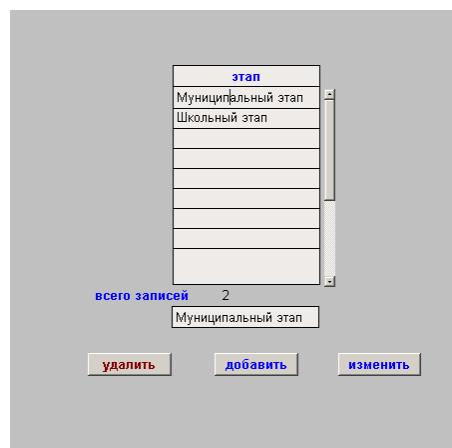 этап
Муниципальный этап
Школьный этап
всего записей 2
Муниципальный этап
удалить добавить изменить